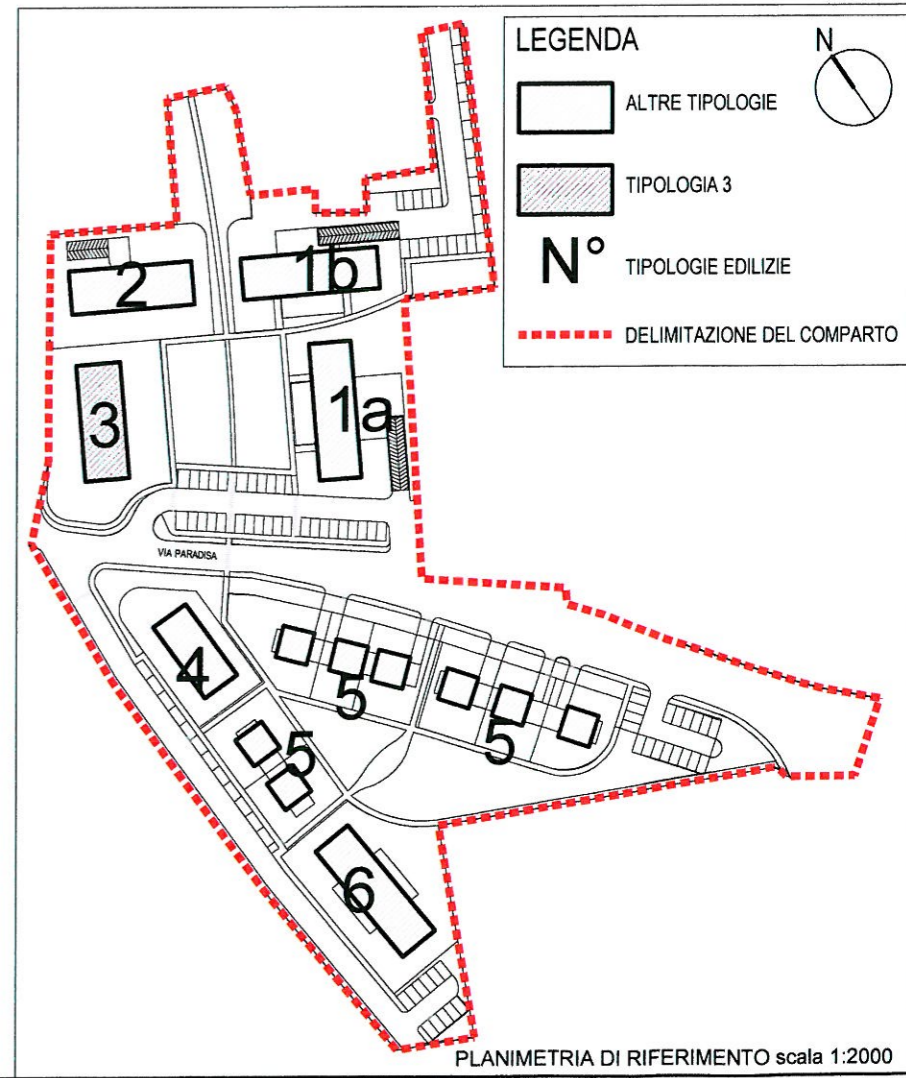 LEGENDA
N
ALTRE TIPOLOGIE
TIPOLOGIA 3
N° TIPOLOGIE EDILIZIE
DELIMITAZIONE DEL COMPARTO
2
1b
3
1a
VIA PARADISA
4
5
5
5
6
PLANIMETRIA DI RIFERIMENTO scala 1:2000